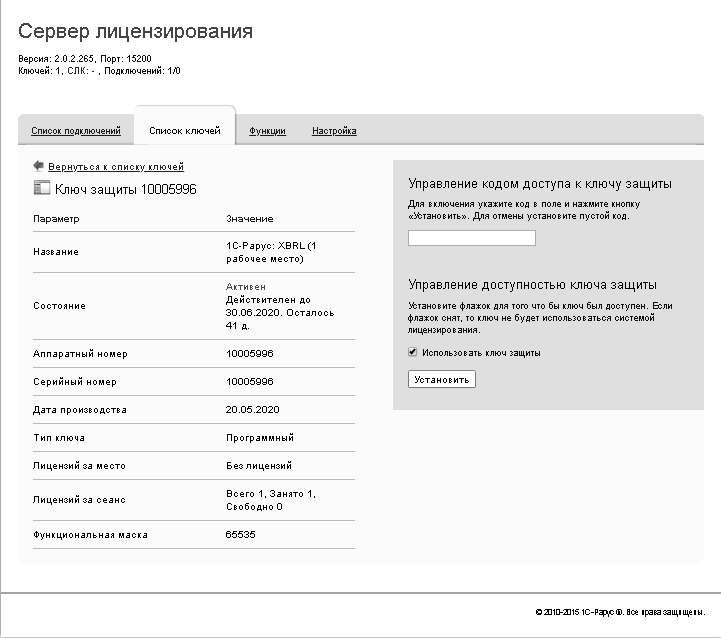 Сервер лицензирования
Версия: 2.0.2.265, Порт: 15200
Ключей: 1, СЛК: - , Подключений: 1/0
Список подключений
Список ключей
Функции
Настройка
Вернуться к списку ключей
Ключ защиты 10005996
Параметр Значение
Название 1С-Рарус: XBRL (1
рабочее место)
Состояние Активен
Действителен до
30.06.2020. Осталось
41 д.
Аппаратный номер 10005996
Серийный номер 10005996
Дата производства 20.05.2020
Тип ключа Программный
Лицензий за место Без лицензий
Лицензий за сеанс Всего 1, Занято 1,
Свободно 0
Функциональная маска 65535
Управление кодом доступа к ключу защиты
Для включения укажите код в поле и нажмите кнопку
«Установить». Для отмены установите пустой код.
Управление доступностью ключа защиты
Установите флажок для того что бы ключ был доступен. Если
флажок снят, то ключ не будет использоваться системой
лицензирования.
Использовать ключ защиты
Установить
© 2010-2015 1С-Рарус ®. Все права защищены.